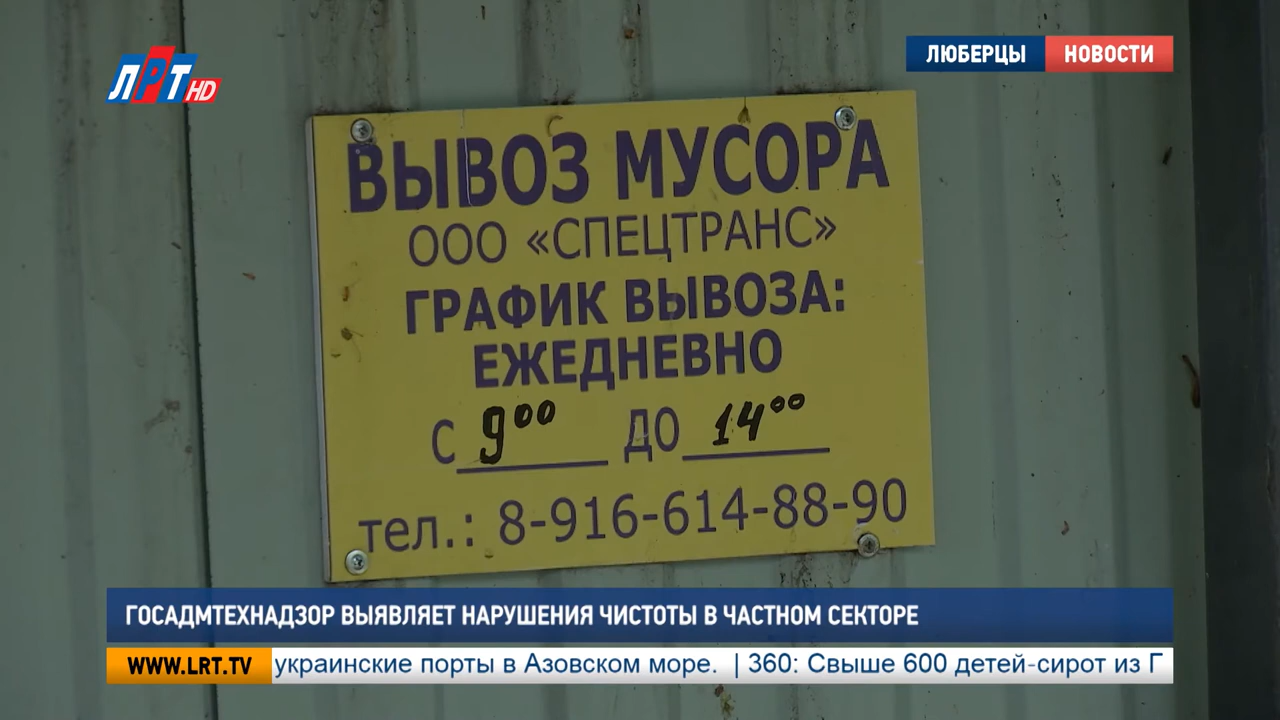 ЛРТ HD
ЛЮБЕРЦЫ НОВОСТИ
ВЫВОЗ МУСОРА
ООО «СПЕЦТРАНС»
ГРАФИК ВЫВОЗА:
ЕЖЕДНЕВНО
С 9⁰⁰ ДО 14⁰⁰
тел.: 8-916-614-88-90
ГОСАДМТЕХНАДЗОР ВЫЯВЛЯЕТ НАРУШЕНИЯ ЧИСТОТЫ В ЧАСТНОМ СЕКТОРЕ
WWW.LRT.TV украинские порты в Азовском море. | 360: Свыше 600 детей-сирот из Г